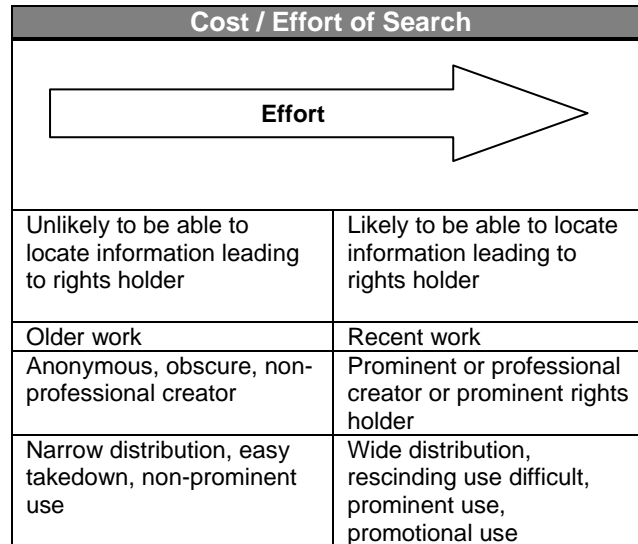 Cost / Effort of Search
Effort
Unlikely to be able to
locate information leading
to rights holder
Likely to be able to locate
information leading to
rights holder
Older work
Recent work
Anonymous, obscure, non-
professional creator
Prominent or professional
creator or prominent rights
holder
Narrow distribution, easy
takedown, non-prominent
use
Wide distribution,
rescinding use difficult,
prominent use,
promotional use